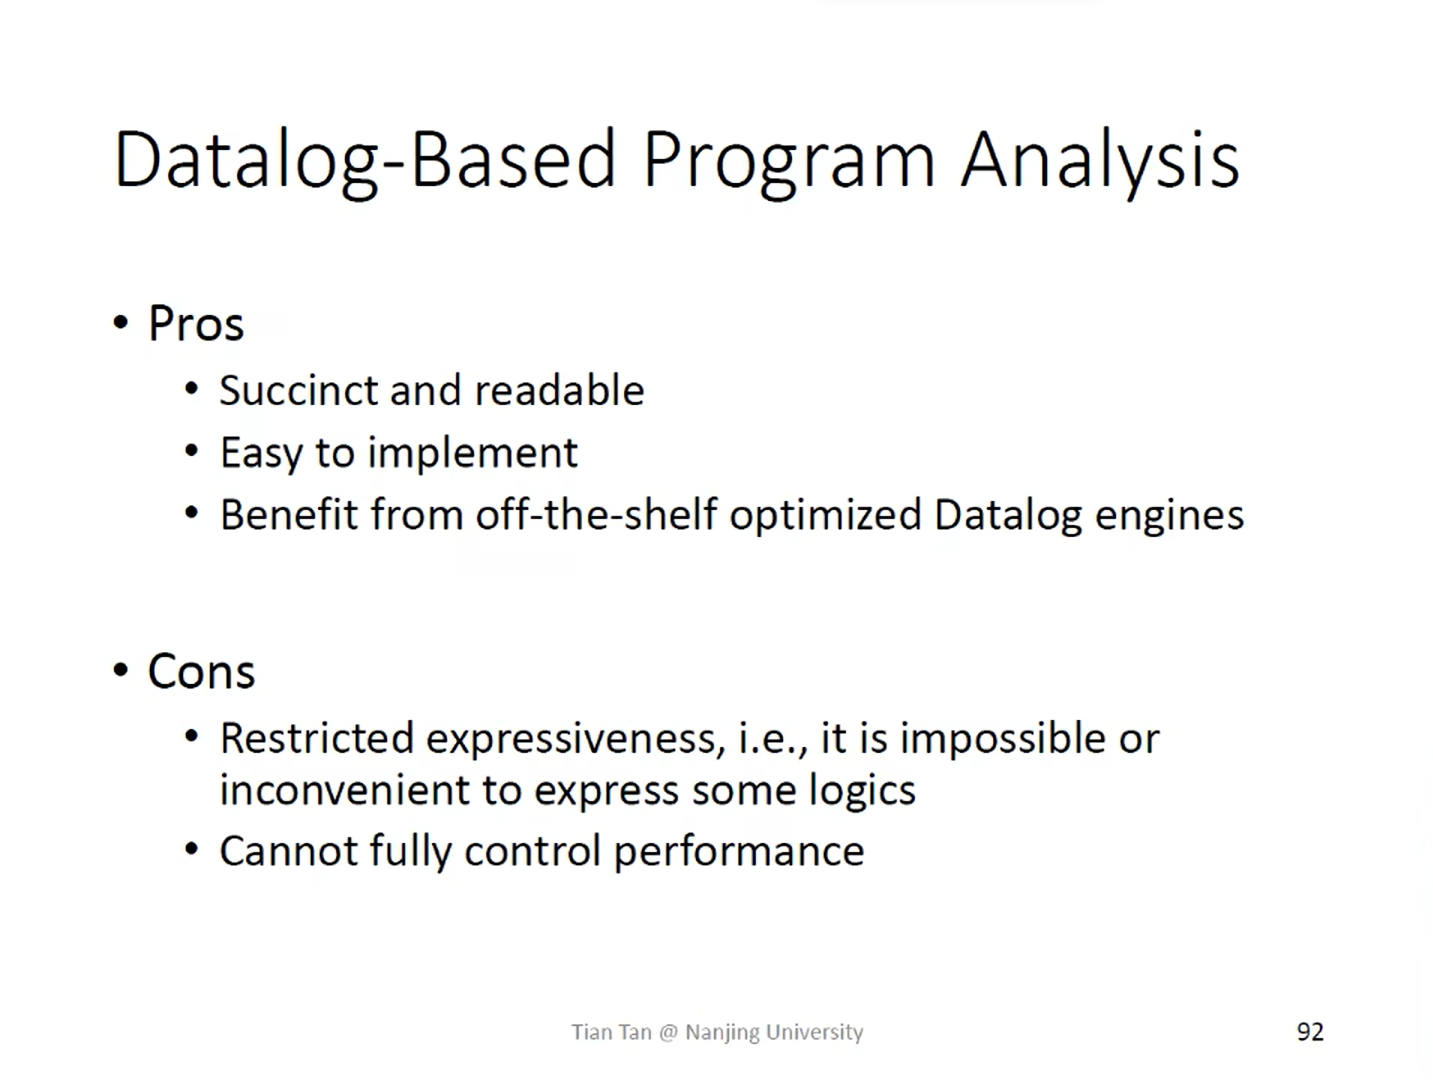 Datalog-Based Program Analysis
• Pros
• Succinct and readable
• Easy to implement
• Benefit from off-the-shelf optimized Datalog engines
• Cons
• Restricted expressiveness, i.e., it is impossible or
inconvenient to express some logics
• Cannot fully control performance
Tian Tan @ Nanjing University
92